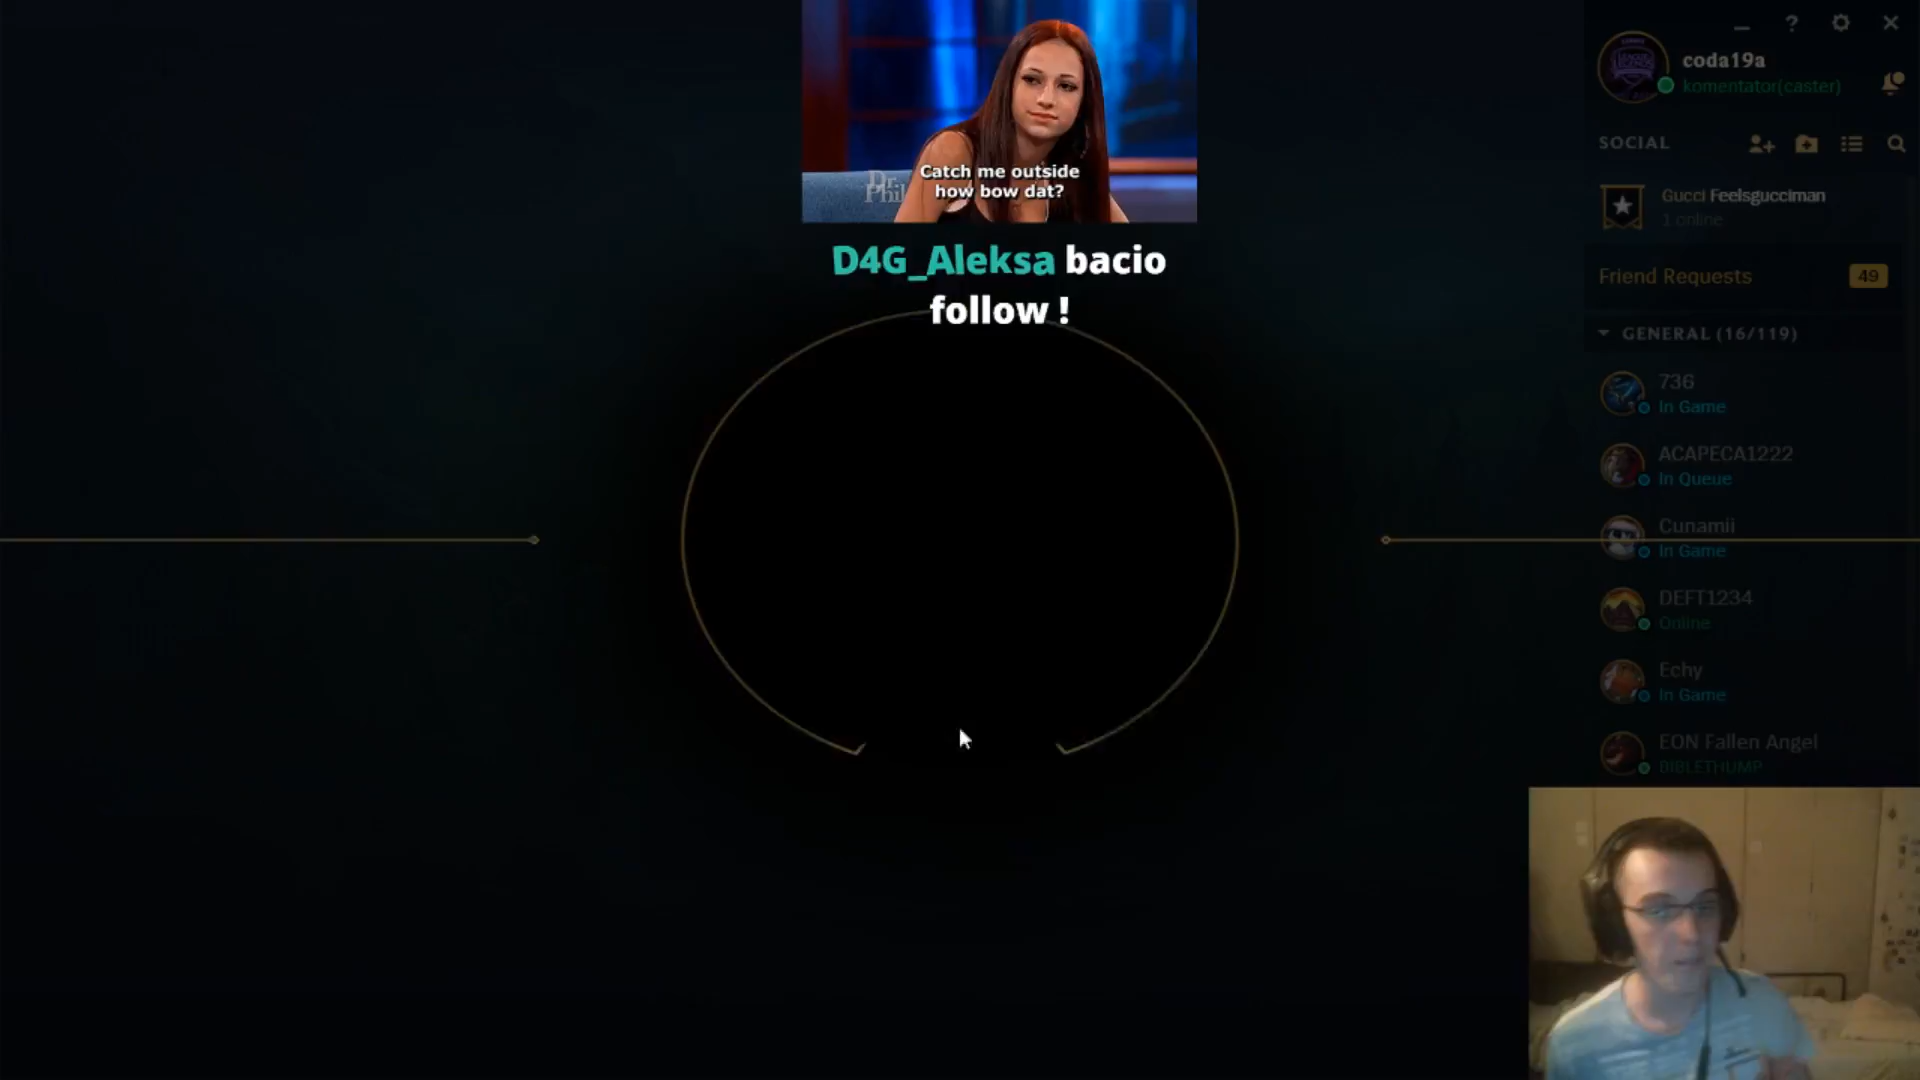 Dr.
Phil
Catch me outside
how bow dat?
D4G_Aleksa bacio
follow !
?
coda19a
komentator(caster)
SOCIAL
Gucci Feelsgucciman
1 online
Friend Requests
49
GENERAL (16/119)
736
In Game
ACAPECA1222
In Queue
Cunamii
In Game
DEFT1234
Online
Echy
In Game
EON Fallen Angel
BIBLETHUMP